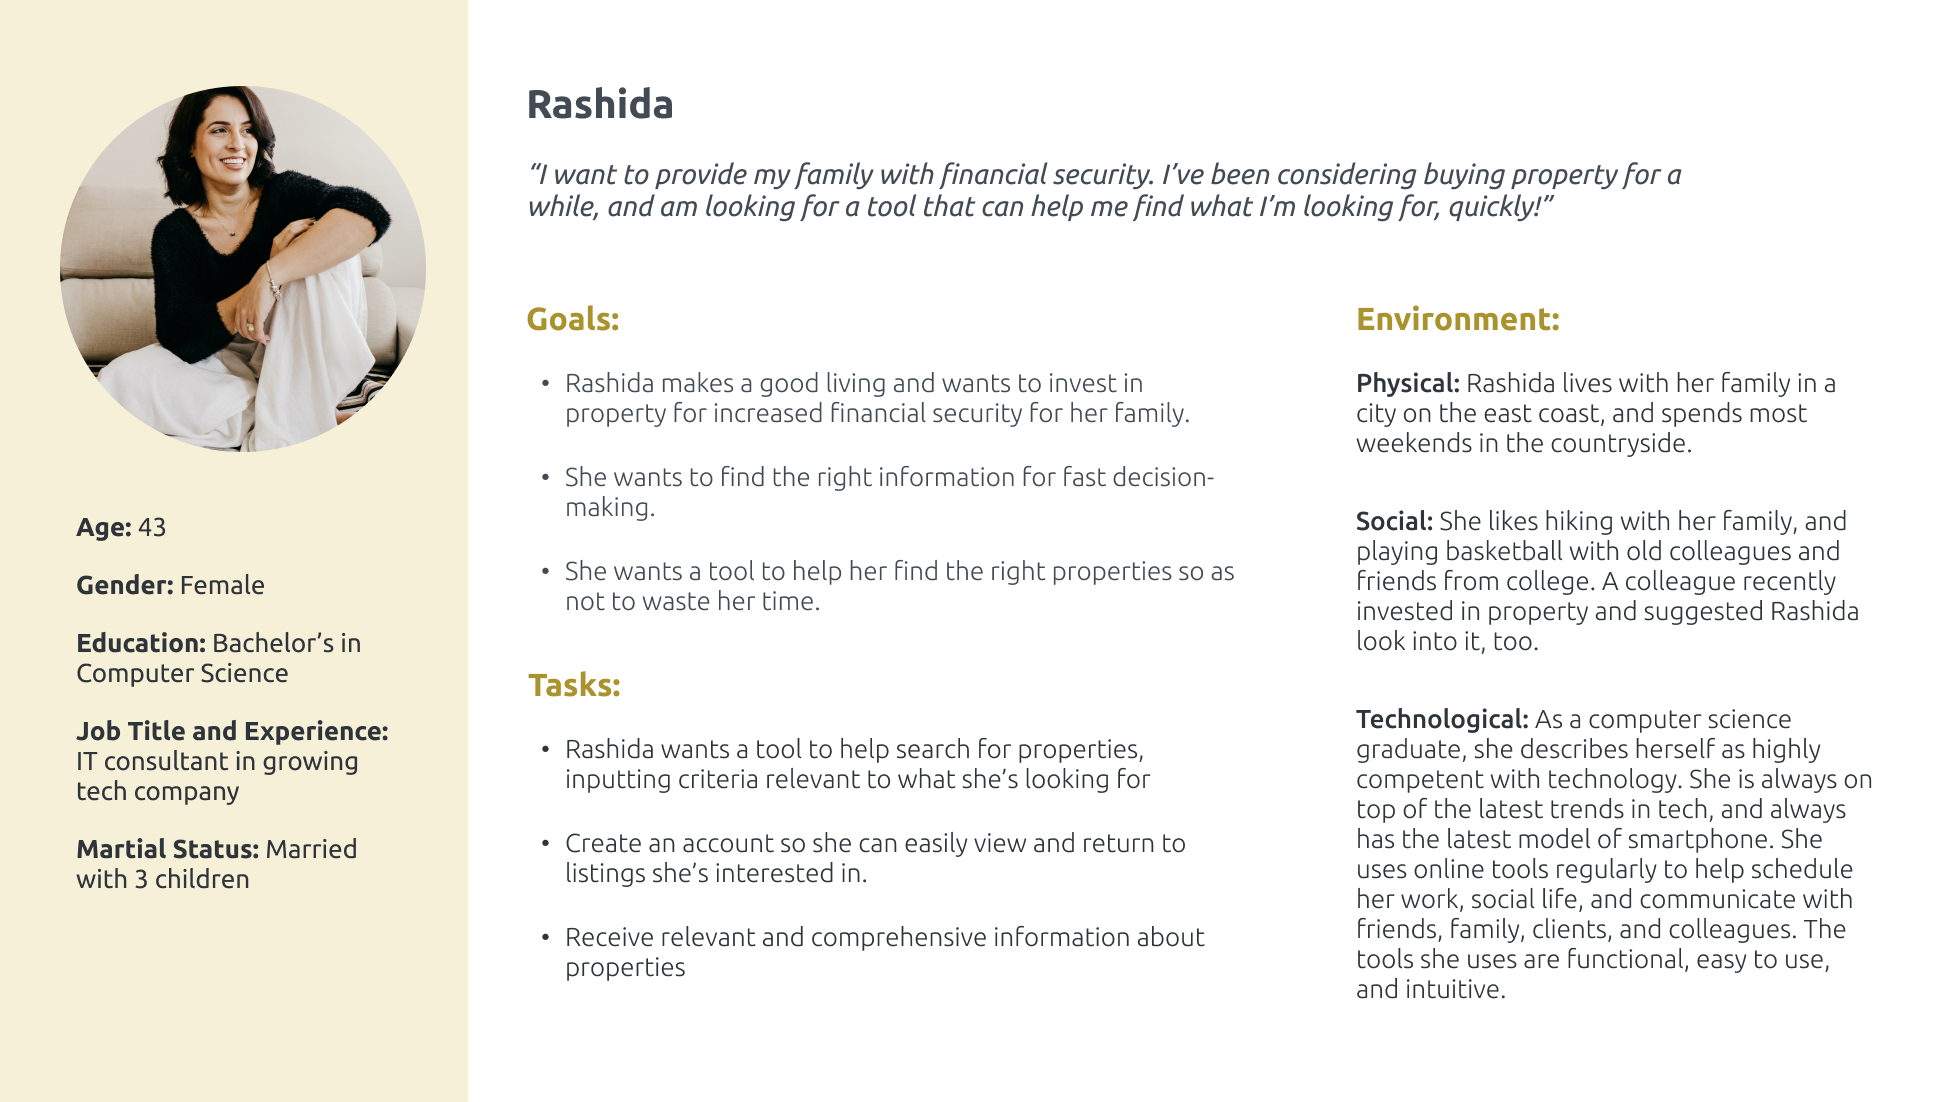 Rashida
“I want to provide my family with financial security. I’ve been considering buying property for a
while, and am looking for a tool that can help me find what I’m looking for, quickly!”
Age: 43
Gender: Female
Education: Bachelor’s in
Computer Science
Job Title and Experience:
IT consultant in growing
tech company
Martial Status: Married
with 3 children
Goals:
• Rashida makes a good living and wants to invest in
property for increased financial security for her family.
• She wants to find the right information for fast decision-
making.
• She wants a tool to help her find the right properties so as
not to waste her time.
Tasks:
• Rashida wants a tool to help search for properties,
inputting criteria relevant to what she’s looking for
• Create an account so she can easily view and return to
listings she’s interested in.
• Receive relevant and comprehensive information about
properties
Environment:
Physical: Rashida lives with her family in a
city on the east coast, and spends most
weekends in the countryside.
Social: She likes hiking with her family, and
playing basketball with old colleagues and
friends from college. A colleague recently
invested in property and suggested Rashida
look into it, too.
Technological: As a computer science
graduate, she describes herself as highly
competent with technology. She is always on
top of the latest trends in tech, and always
has the latest model of smartphone. She
uses online tools regularly to help schedule
her work, social life, and communicate with
friends, family, clients, and colleagues. The
tools she uses are functional, easy to use,
and intuitive.